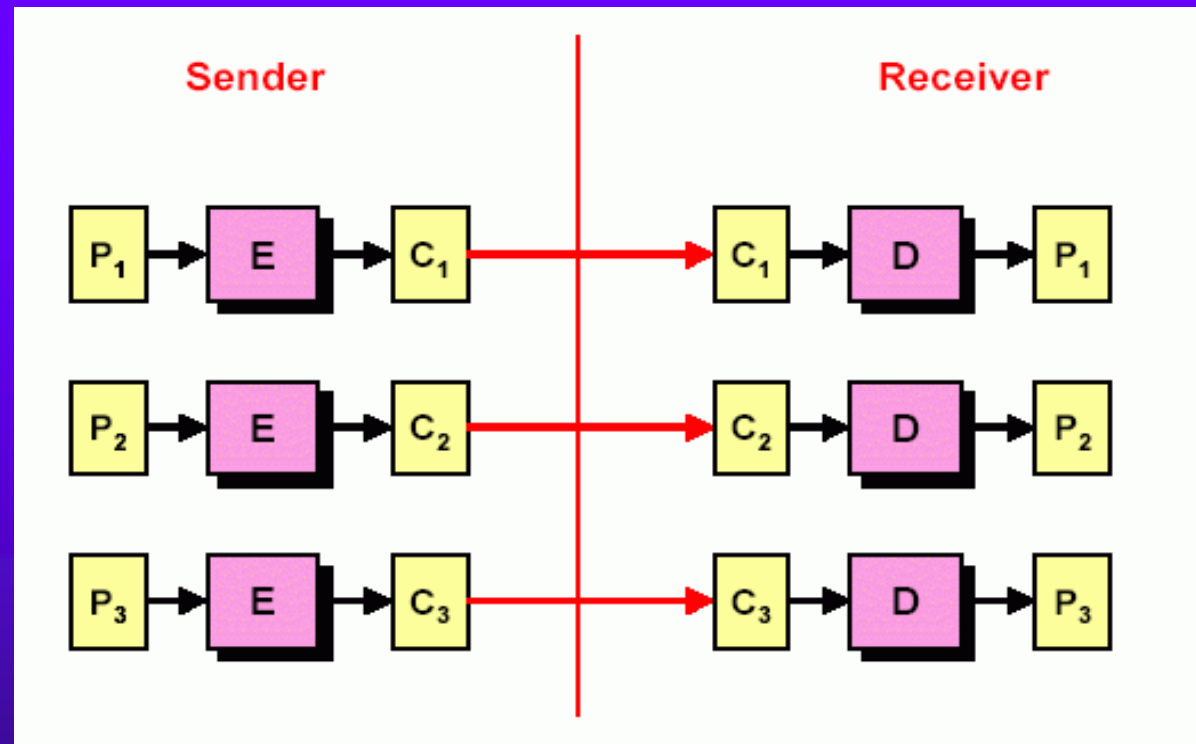 Sender Receiver
P₁ E C₁ C₁ D P₁
P₂ E C₂ C₂ D P₂
P₃ E C₃ C₃ D P₃